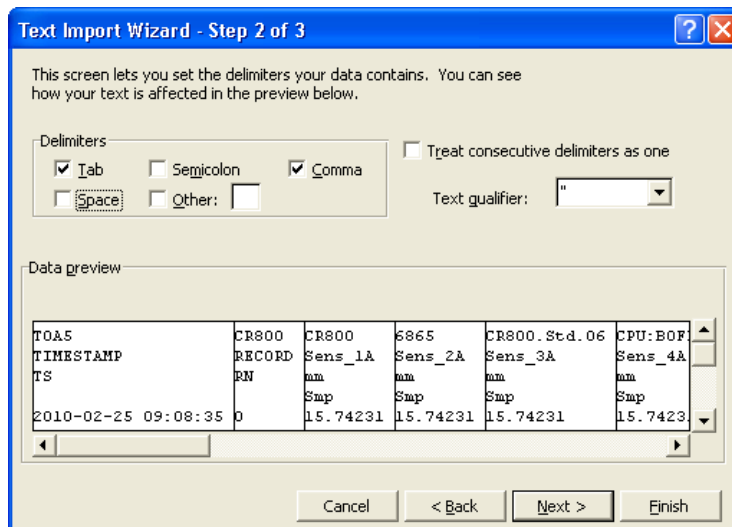 Text Import Wizard - Step 2 of 3
This screen lets you set the delimiters your data contains. You can see
how your text is affected in the preview below.
Delimiters
Tab Semicolon Comma
Space Other:
Treat consecutive delimiters as one
Text qualifier: "
Data preview
TOA5 CR800 CR800 6865 CR800.Std.06 CPU:BOF
TIMESTAMP RECORD Sens_1A Sens_2A Sens_3A Sens_4A
TS RN mm mm mm mm
Smp Smp Smp Smp
2010-02-25 09:08:35 0 15.74231 15.74231 15.74231 15.7423
Cancel < Back Next > Finish